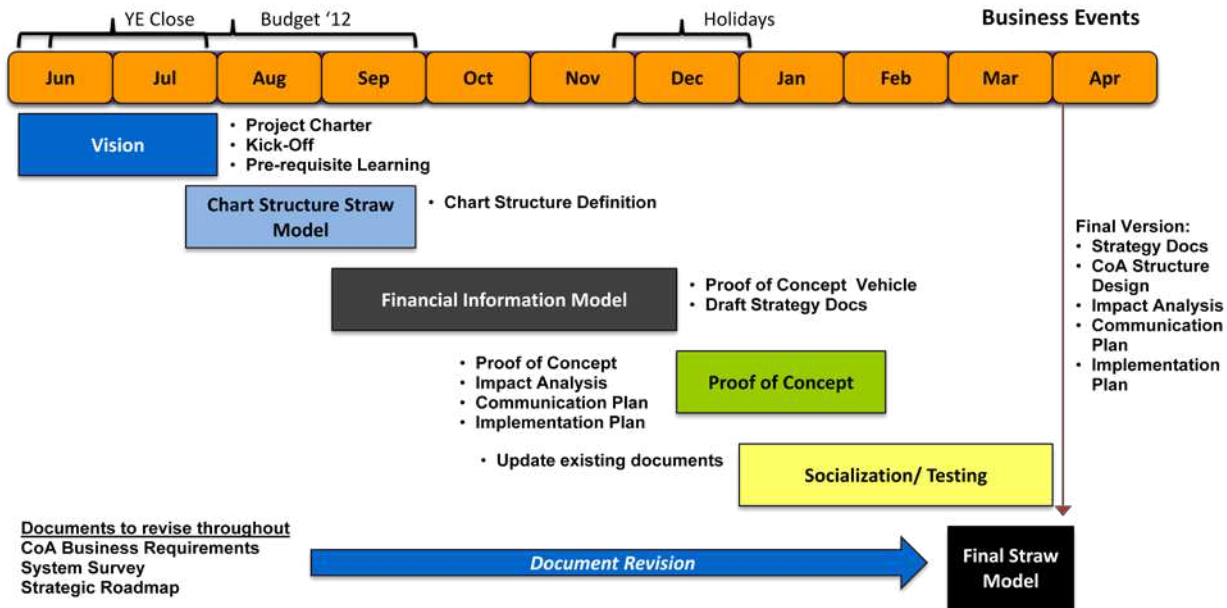 YE Close
Budget ‘12
Holidays
Business Events
Jun
Jul
Aug
Sep
Oct
Nov
Dec
Jan
Feb
Mar
Apr
Vision
• Project Charter
• Kick-Off
• Pre-requisite Learning
Chart Structure Straw
Model
• Chart Structure Definition
Financial Information Model
• Proof of Concept Vehicle
• Draft Strategy Docs
• Proof of Concept
• Impact Analysis
• Communication Plan
• Implementation Plan
Proof of Concept
• Update existing documents
Socialization/ Testing
Final Version:
• Strategy Docs
• CoA Structure
Design
• Impact Analysis
• Communication
Plan
• Implementation
Plan
Documents to revise throughout
CoA Business Requirements
System Survey
Strategic Roadmap
Document Revision
Final Straw
Model